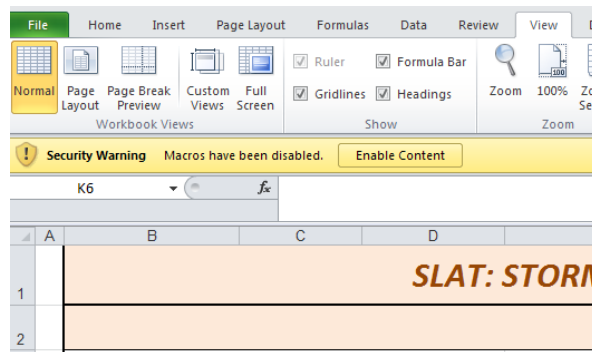 File Home Insert Page Layout Formulas Data Review View
Ruler Formula Bar
Normal Page Layout Page Break Preview Custom Views Full Screen Gridlines Headings Zoom 100%
Workbook Views Show Zoom
Security Warning Macros have been disabled. Enable Content
K6 fx
A B C D
1 SLAT: STORM
2